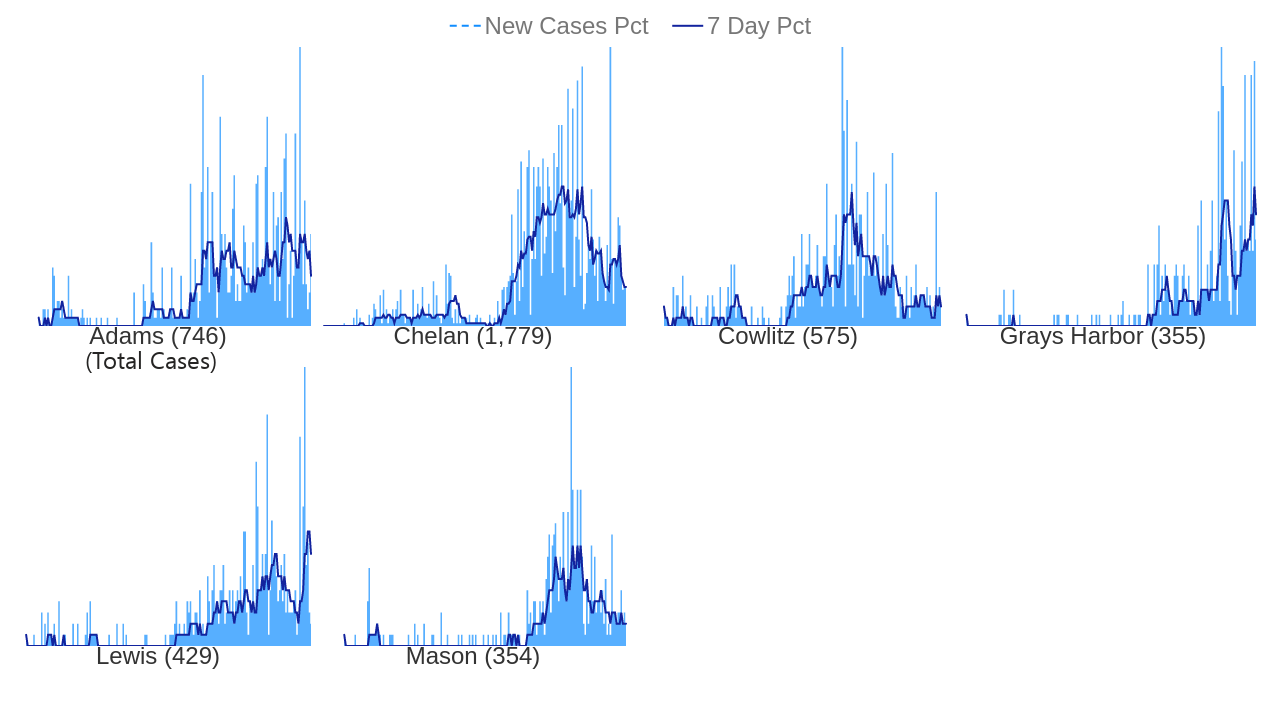 New Cases Pct 7 Day Pct
Adams (746) Chelan (1,779) Cowlitz (575) Grays Harbor (355)
(Total Cases)
Lewis (429) Mason (354)